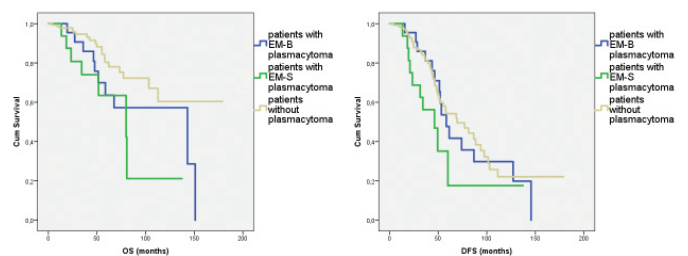 patients with
EM-B
plasmacytoma
patients with
EM-S
plasmacytoma
patients
without
plasmacytoma
Cum Survival
1,0
0,8
0,6
0,4
0,2
0,0
0
50
100
150
200
OS (months)
patients with
EM-B
plasmacytoma
patients with
EM-S
plasmacytoma
patients
without
plasmacytoma
Cum Survival
1,0
0,8
0,6
0,4
0,2
0,0
0
50
100
150
200
DFS (months)